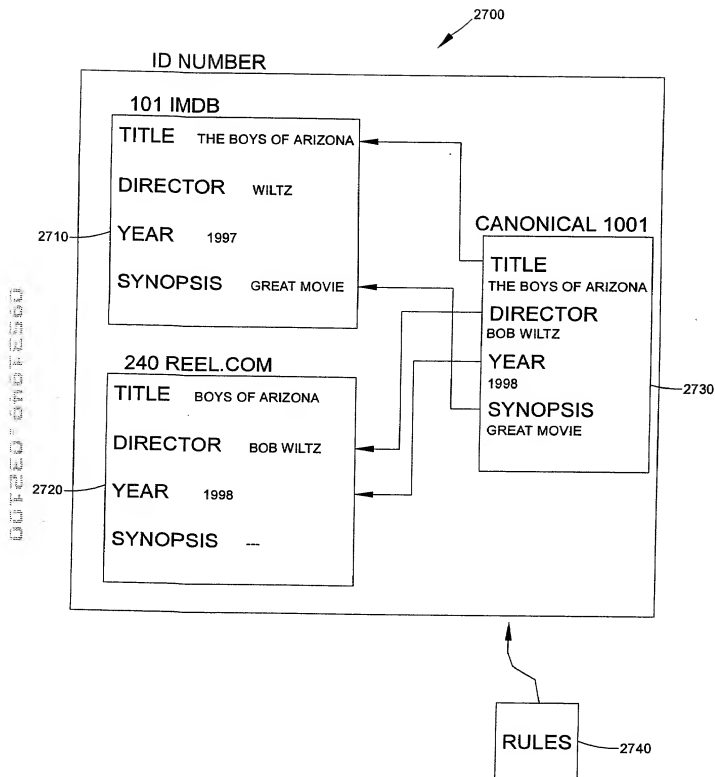 2700
ID NUMBER
101 IMDB
TITLE THE BOYS OF ARIZONA
DIRECTOR WILTZ
2710
YEAR 1997
SYNOPSIS GREAT MOVIE
CANONICAL 1001
TITLE
THE BOYS OF ARIZONA
DIRECTOR
BOB WILTZ
YEAR
1998
SYNOPSIS
GREAT MOVIE
2730
240 REEL.COM
TITLE BOYS OF ARIZONA
DIRECTOR BOB WILTZ
2720
YEAR 1998
SYNOPSIS ---
RULES
2740